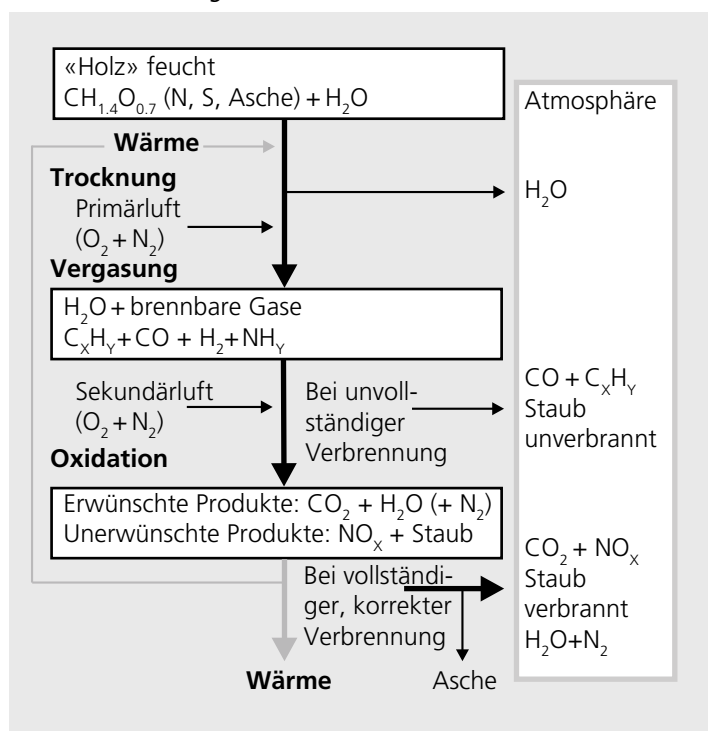 «Holz» feucht
CH1.4O0.7 (N, S, Asche) + H2O
Atmosphäre
Wärme
Trocknung
H2O
Primärluft
(O2 + N2)
Vergasung
H2O + brennbare Gase
CXHY + CO + H2 + NHY
Sekundärluft
(O2 + N2)
Bei unvoll-
ständiger
Verbrennung
CO + CXHY
Staub
unverbrannt
Oxidation
Erwünschte Produkte: CO2 + H2O (+ N2)
Unerwünschte Produkte: NOX + Staub
Bei vollständi-
ger, korrekter
Verbrennung
CO2 + NOX
Staub
verbrannt
H2O+N2
Wärme
Asche